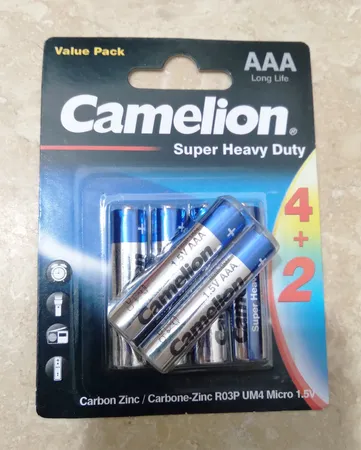 Value Pack
AAA
Long Life
Camelion®
Super Heavy Duty
4+2
1.5V AAA
Camelion
1.5V AAA
Camelion
Super Heavy
Carbon Zinc / Carbone-Zinc R03P UM4 Micro 1.5V